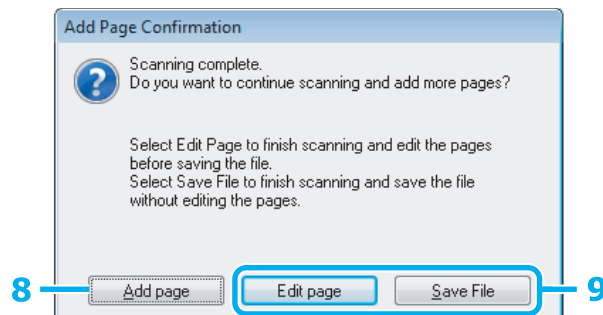 Add Page Confirmation
Scanning complete.
Do you want to continue scanning and add more pages?
Select Edit Page to finish scanning and edit the pages
before saving the file.
Select Save File to finish scanning and save the file
without editing the pages.
8 Add page Edit page Save File 9